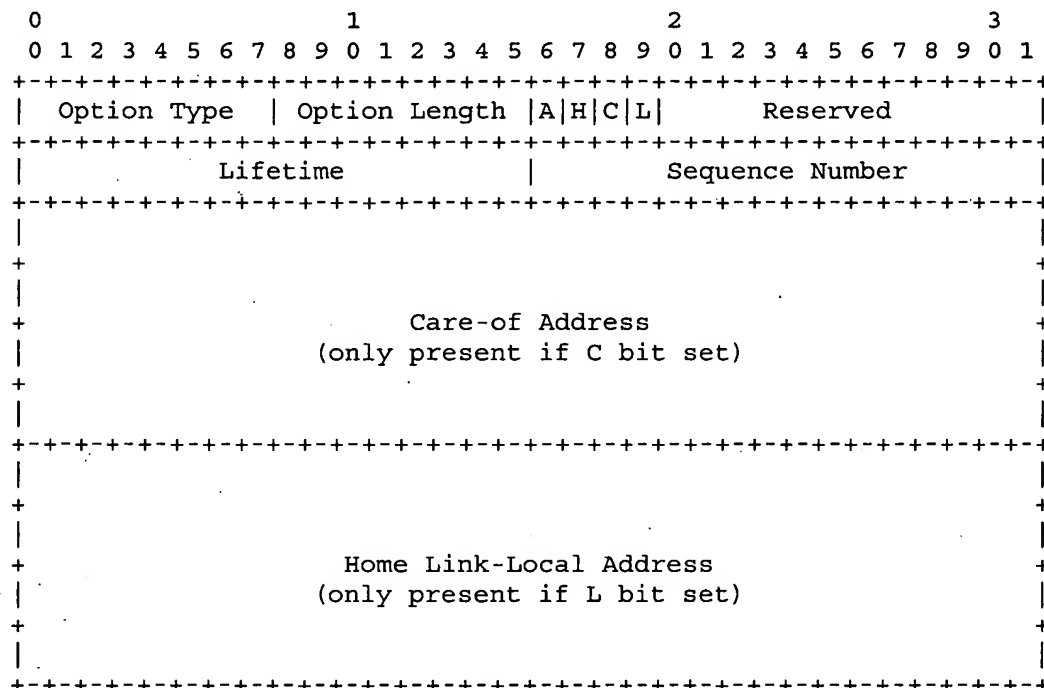 0                   1                   2                   3
 0 1 2 3 4 5 6 7 8 9 0 1 2 3 4 5 6 7 8 9 0 1 2 3 4 5 6 7 8 9 0 1
+-+-+-+-+-+-+-+-+-+-+-+-+-+-+-+-+-+-+-+-+-+-+-+-+-+-+-+-+-+-+-+-+
|  Option Type  | Option Length |A|H|C|L|       Reserved        |
+-+-+-+-+-+-+-+-+-+-+-+-+-+-+-+-+-+-+-+-+-+-+-+-+-+-+-+-+-+-+-+-+
|            Lifetime           |        Sequence Number        |
+-+-+-+-+-+-+-+-+-+-+-+-+-+-+-+-+-+-+-+-+-+-+-+-+-+-+-+-+-+-+-+-+
|                                                               |
+                                                               +
|                                                               |
+                        Care-of Address                        +
|                  (only present if C bit set)                  |
+                                                               +
|                                                               |
+-+-+-+-+-+-+-+-+-+-+-+-+-+-+-+-+-+-+-+-+-+-+-+-+-+-+-+-+-+-+-+-+
|                                                               |
+                                                               +
|                                                               |
+                    Home Link-Local Address                    +
|                  (only present if L bit set)                  |
+                                                               +
|                                                               |
+-+-+-+-+-+-+-+-+-+-+-+-+-+-+-+-+-+-+-+-+-+-+-+-+-+-+-+-+-+-+-+-+